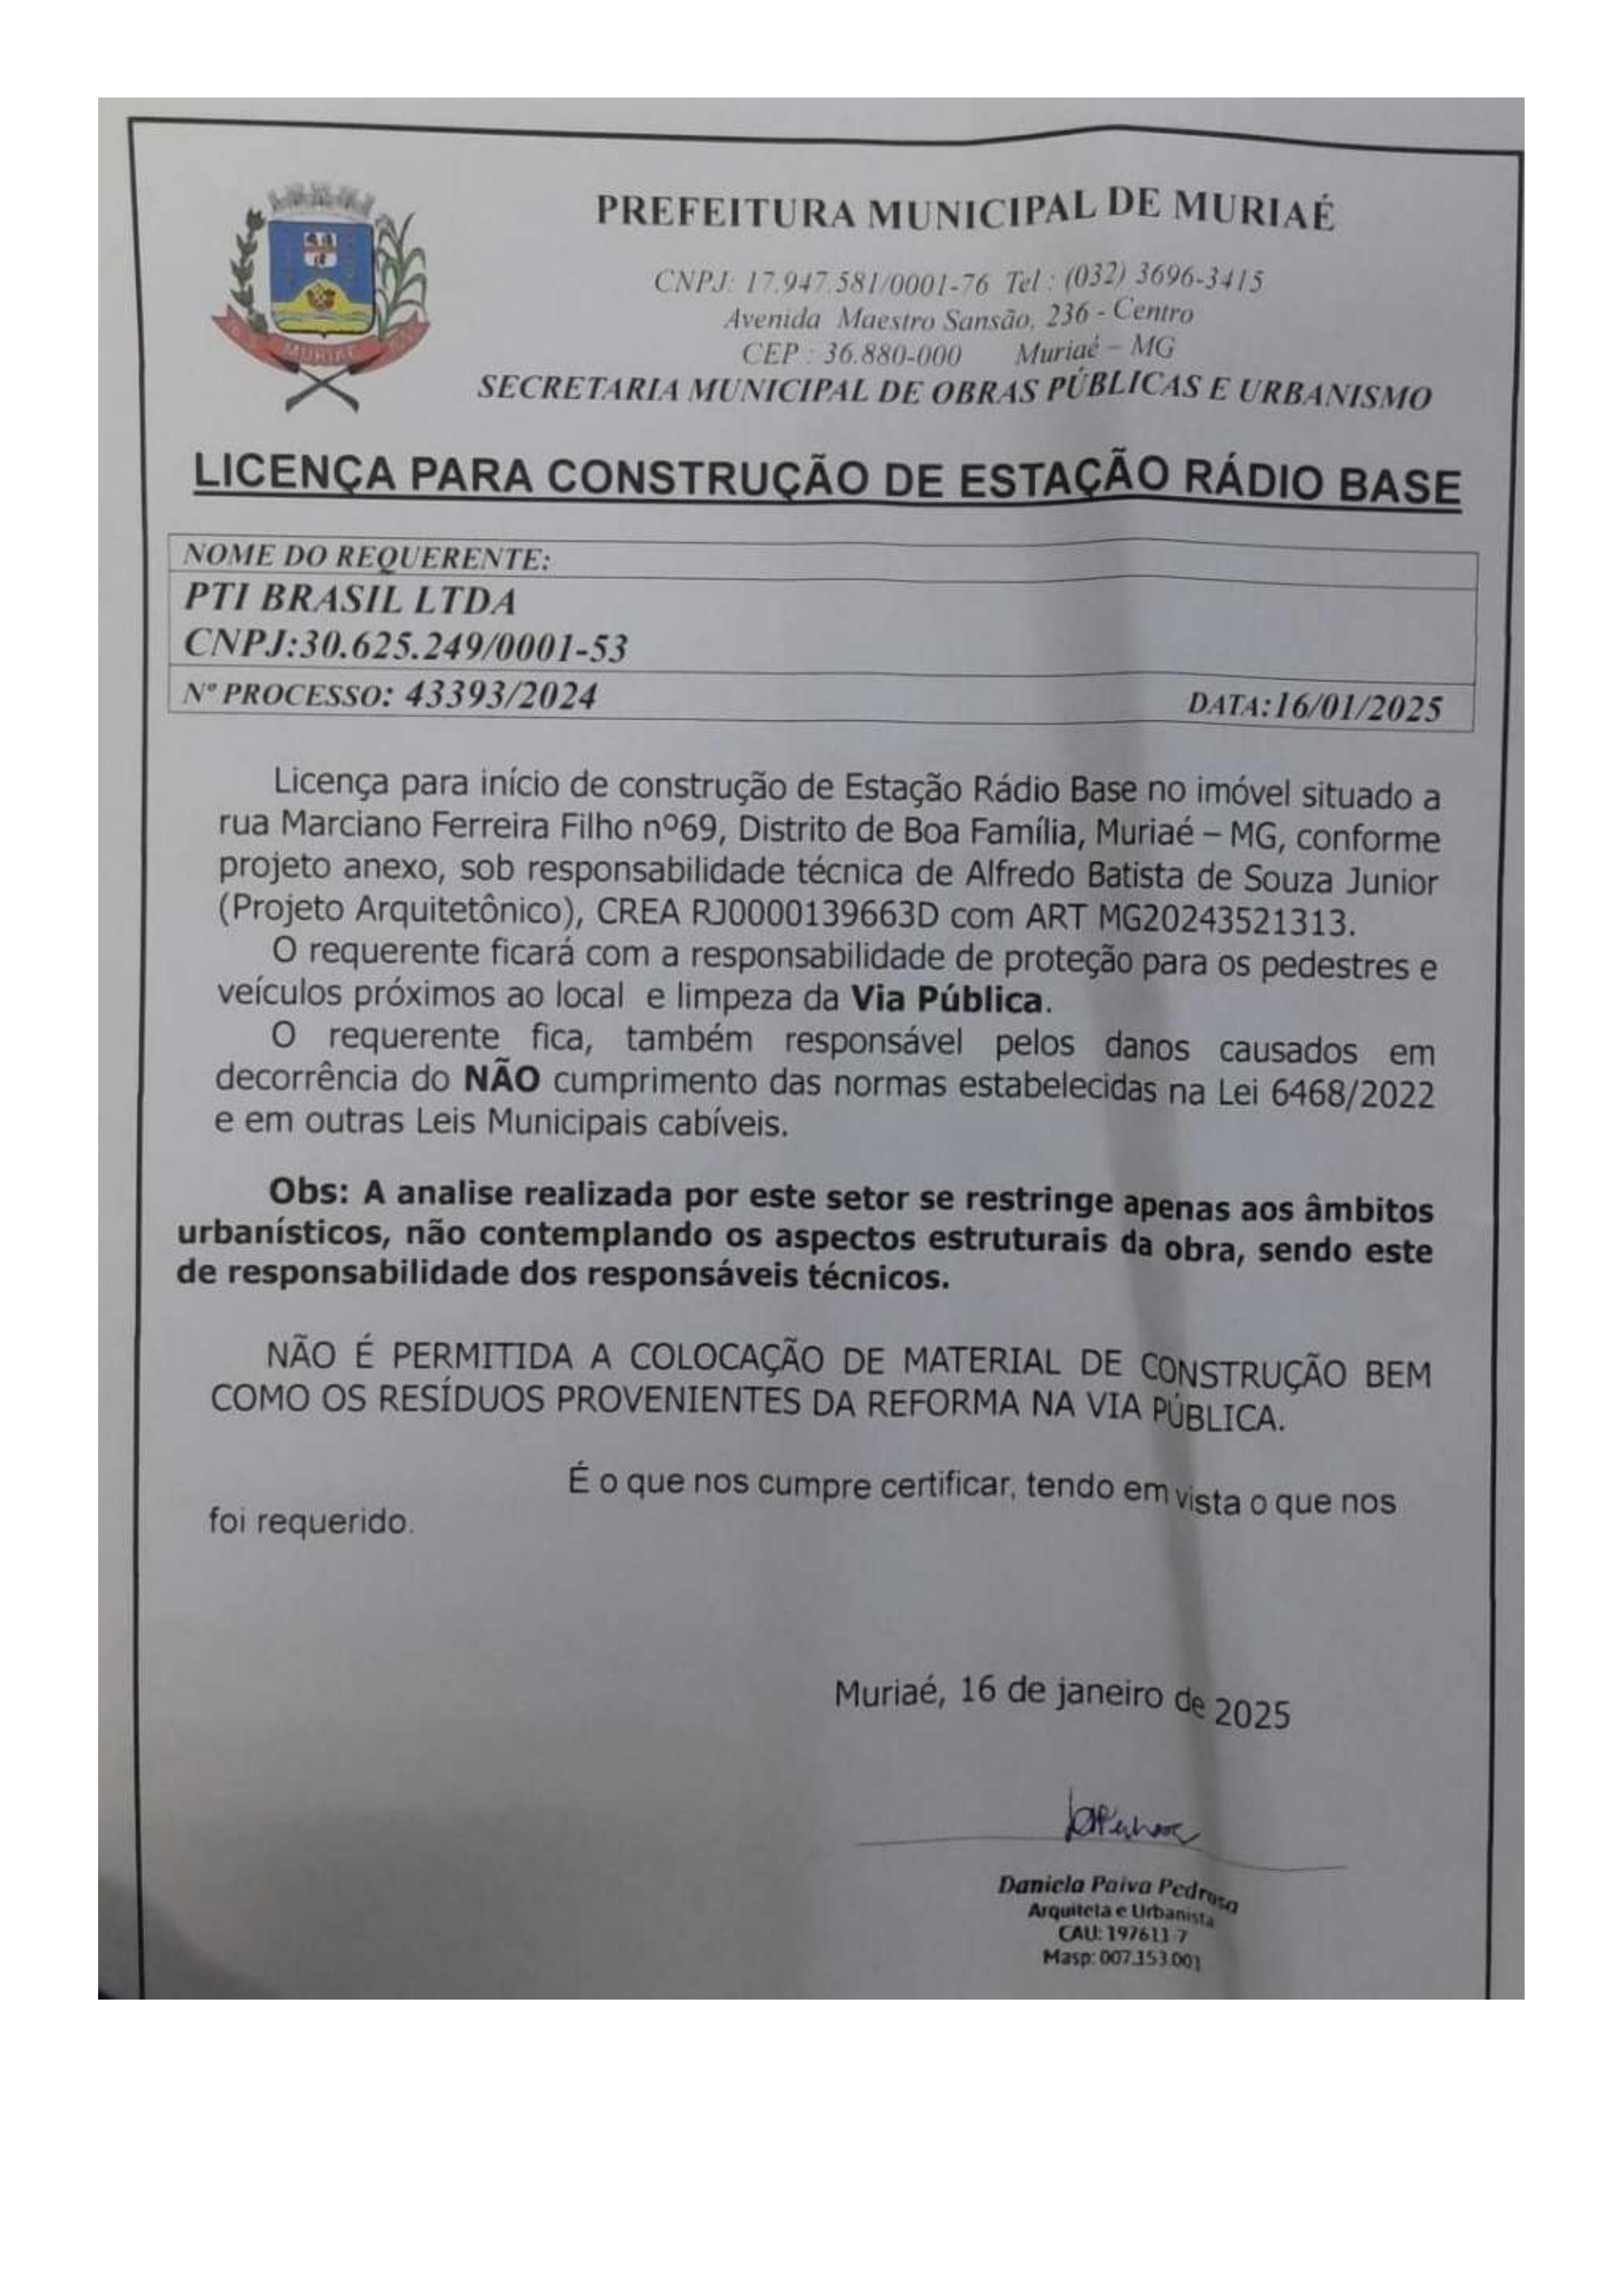 PREFEITURA MUNICIPAL DE MURIAÉ
CNPJ: 17.947.581/0001-76 Tel : (032) 3696-3415
Avenida Maestro Sansão, 236 - Centro
CEP : 36.880-000 Muriaé – MG
SECRETARIA MUNICIPAL DE OBRAS PÚBLICAS E URBANISMO
MURIAÉ
LICENÇA PARA CONSTRUÇÃO DE ESTAÇÃO RÁDIO BASE
NOME DO REQUERENTE:
PTI BRASIL LTDA
CNPJ:30.625.249/0001-53
Nº PROCESSO: 43393/2024 DATA:16/01/2025
Licença para início de construção de Estação Rádio Base no imóvel situado a
rua Marciano Ferreira Filho nº69, Distrito de Boa Família, Muriaé – MG, conforme
projeto anexo, sob responsabilidade técnica de Alfredo Batista de Souza Junior
(Projeto Arquitetônico), CREA RJ0000139663D com ART MG20243521313.
O requerente ficará com a responsabilidade de proteção para os pedestres e
veículos próximos ao local e limpeza da Via Pública.
O requerente fica, também responsável pelos danos causados em
decorrência do NÃO cumprimento das normas estabelecidas na Lei 6468/2022
e em outras Leis Municipais cabíveis.
Obs: A analise realizada por este setor se restringe apenas aos âmbitos
urbanísticos, não contemplando os aspectos estruturais da obra, sendo este
de responsabilidade dos responsáveis técnicos.
NÃO É PERMITIDA A COLOCAÇÃO DE MATERIAL DE CONSTRUÇÃO BEM
COMO OS RESÍDUOS PROVENIENTES DA REFORMA NA VIA PÚBLICA.
É o que nos cumpre certificar, tendo em vista o que nos
foi requerido.
Muriaé, 16 de janeiro de 2025
Daniela Paiva Pedrosa
Arquiteta e Urbanista
CAU: 197611-7
Masp: 007.153.001